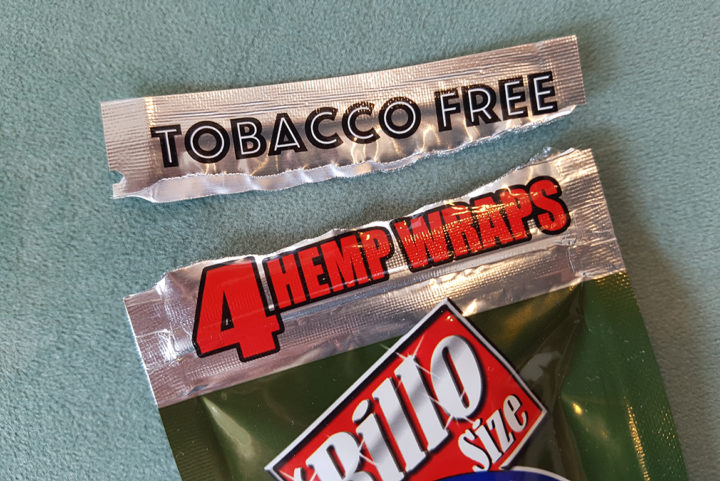 TOBACCO FREE
4 HEMP WRAPS
Rillo
Size